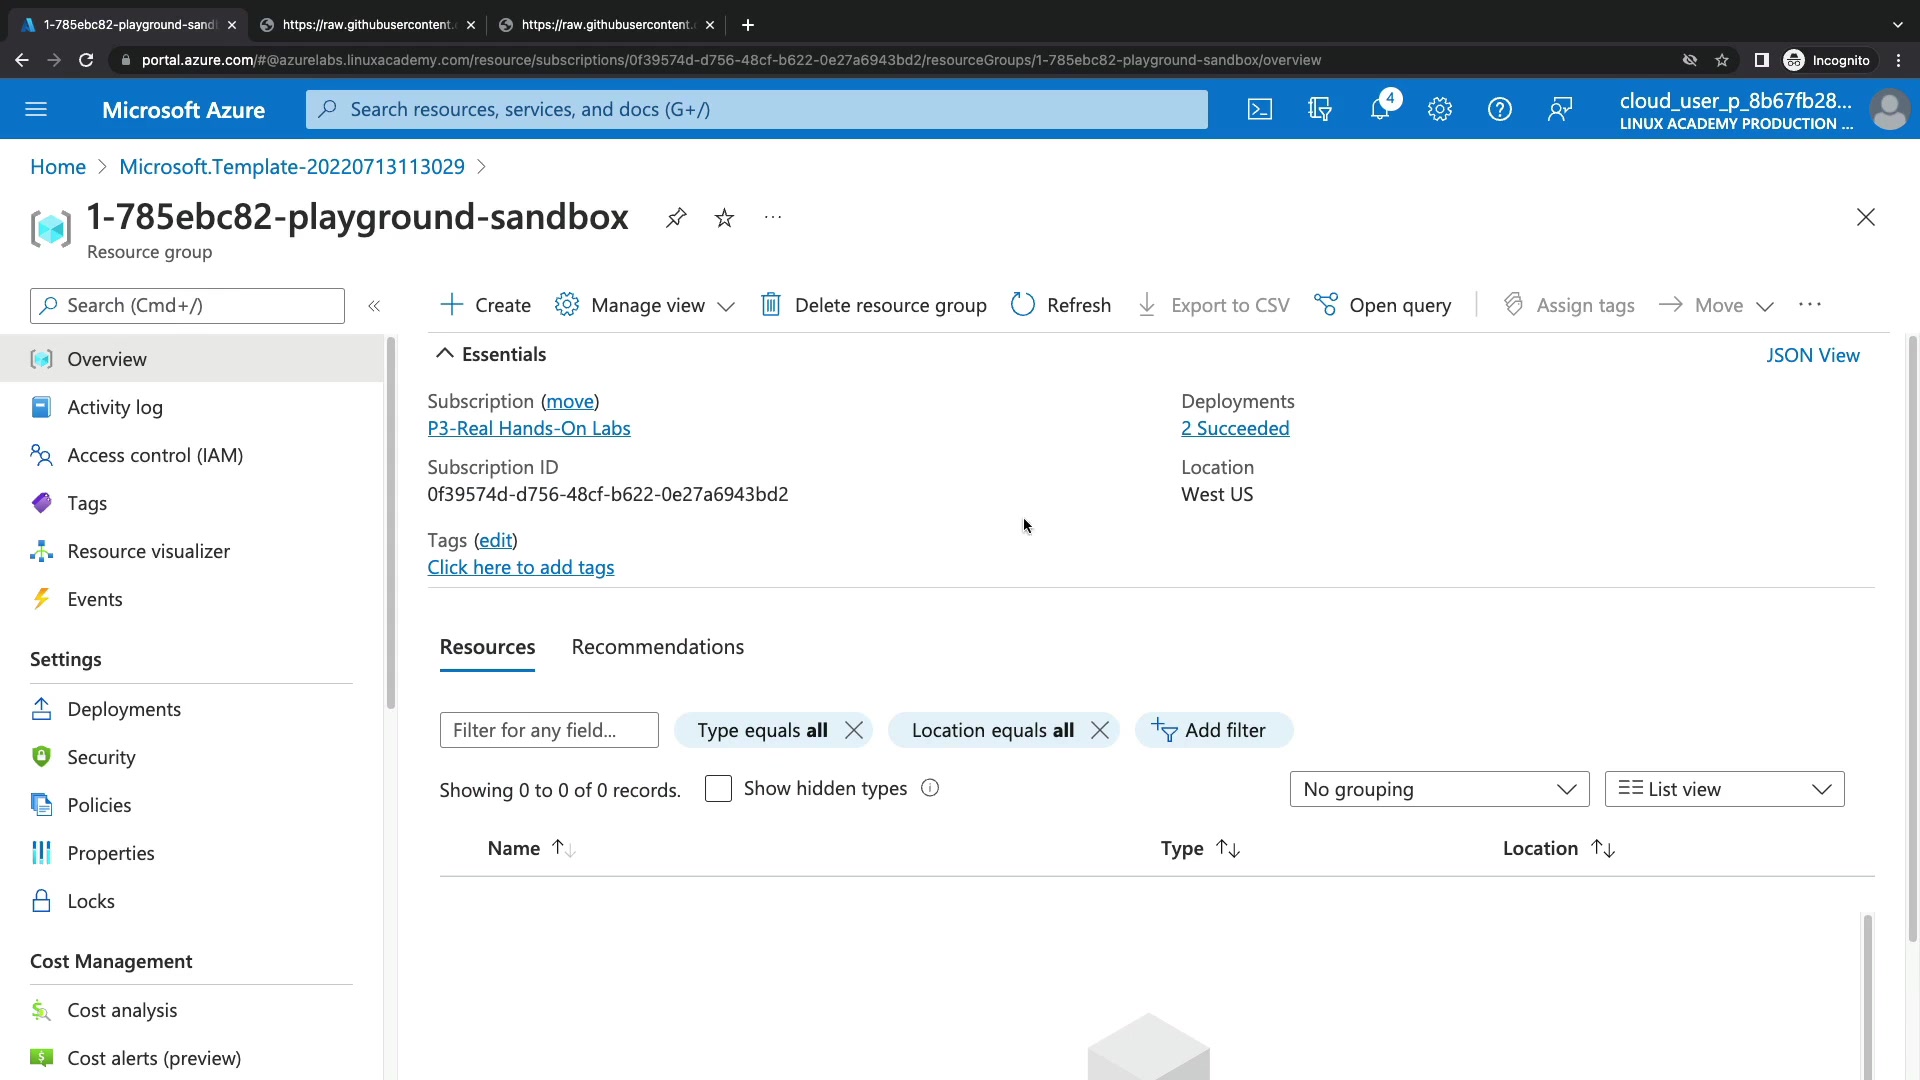 1-785ebc82-playground-sand
https://raw.githubusercontent.
https://raw.githubusercontent.
portal.azure.com/#@azurelabs.linuxacademy.com/resource/subscriptions/0f39574d-d756-48cf-b622-0e27a6943bd2/resourceGroups/1-785ebc82-playground-sandbox/overview
Incognito
Microsoft Azure
Search resources, services, and docs (G+/)
4
cloud_user_p_8b67fb28...
LINUX ACADEMY PRODUCTION ...
Home > Microsoft.Template-20220713113029 >
1-785ebc82-playground-sandbox
...
Resource group
Search (Cmd+/)
«
Create
Manage view
Delete resource group
Refresh
Export to CSV
Open query
Assign tags
Move
...
Overview
Activity log
Access control (IAM)
Tags
Resource visualizer
Events
Settings
Deployments
Security
Policies
Properties
Locks
Cost Management
Cost analysis
Cost alerts (preview)
Essentials
JSON View
Subscription (move)
P3-Real Hands-On Labs
Subscription ID
0f39574d-d756-48cf-b622-0e27a6943bd2
Tags (edit)
Click here to add tags
Deployments
2 Succeeded
Location
West US
Resources
Recommendations
Filter for any field...
Type equals all
Location equals all
Add filter
Showing 0 to 0 of 0 records.
Show hidden types
No grouping
List view
Name
Type
Location